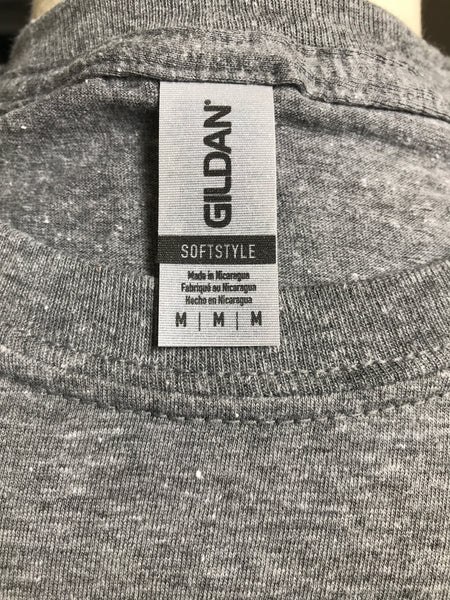 GILDAN®
SOFTSTYLE
Made in Nicaragua
Fabriqué au Nicaragua
Hecho en Nicaragua
M | M | M